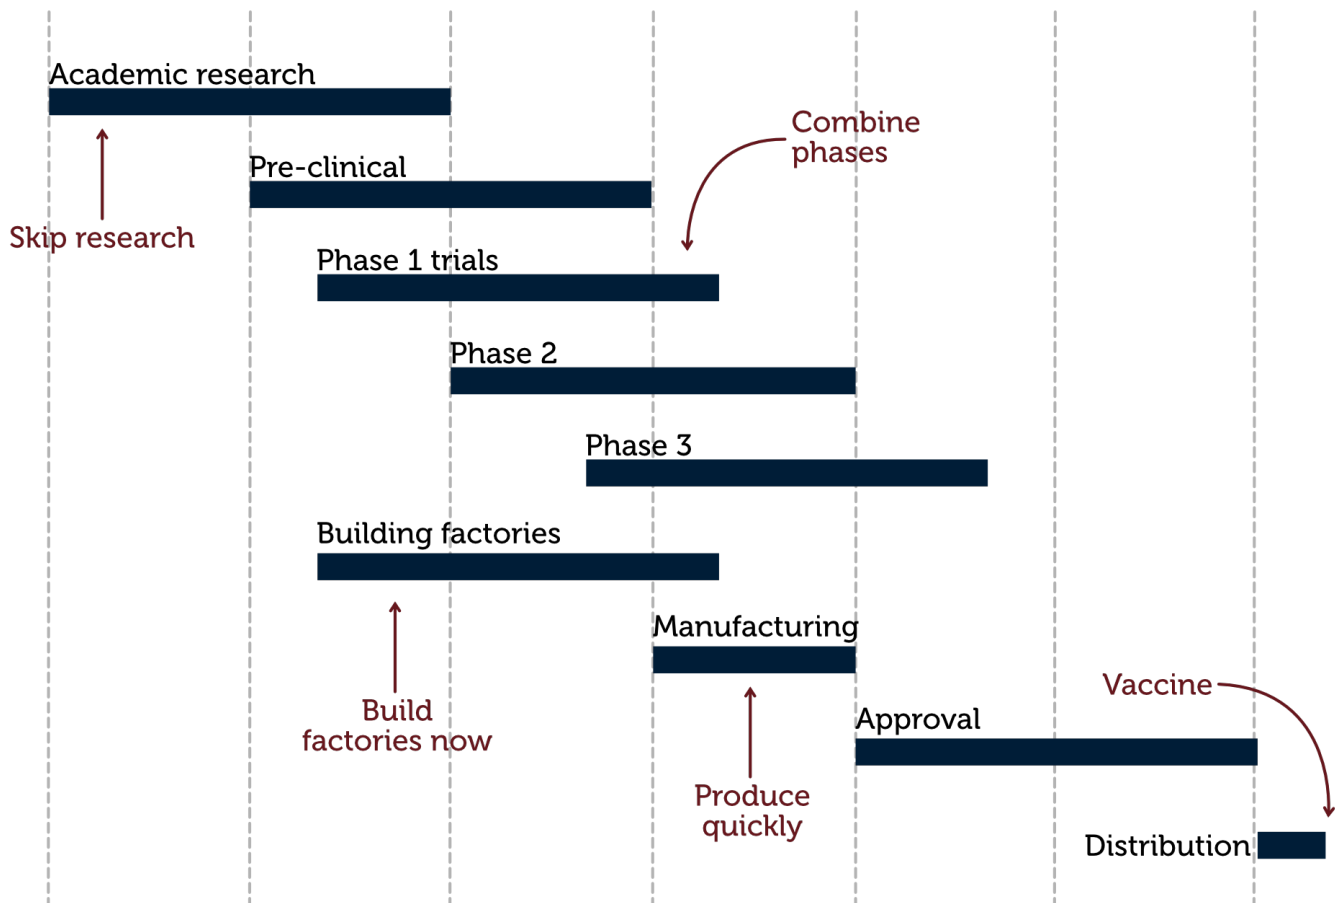 Academic research
Combine
phases
Pre-clinical
Skip research
Phase 1 trials
Phase 2
Phase 3
Building factories
Manufacturing
Build
factories now
Vaccine
Approval
Produce
quickly
Distribution